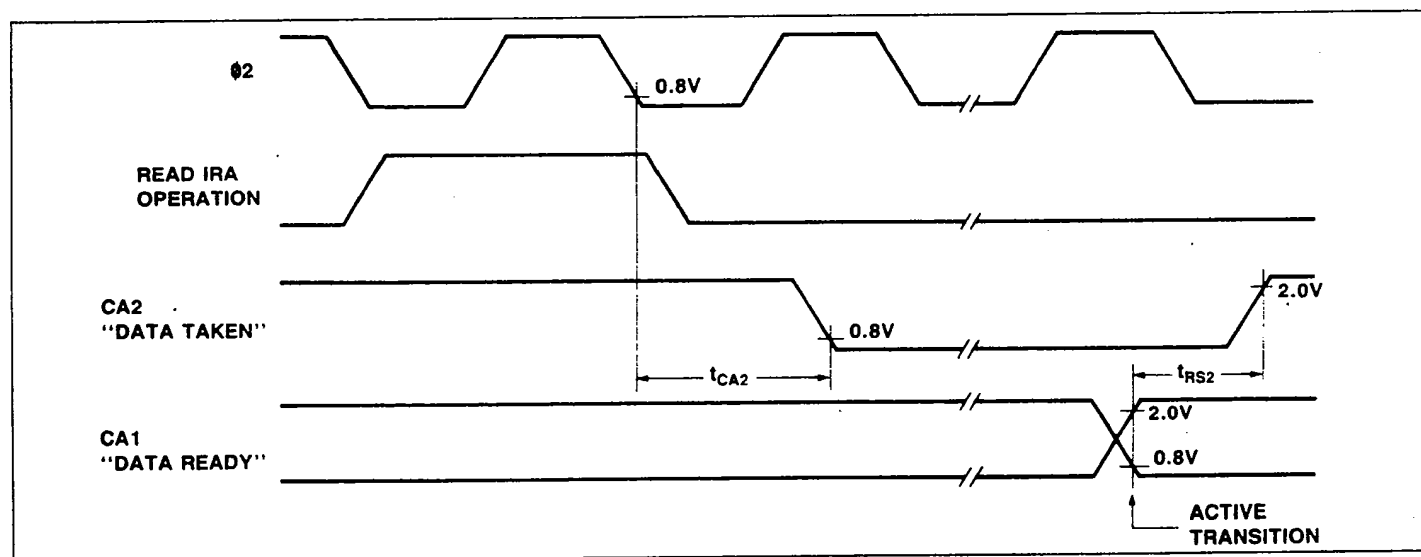 ϕ2
0.8V
READ IRA
OPERATION
CA2
"DATA TAKEN"
0.8V
2.0V
tCA2
tRS2
CA1
"DATA READY"
2.0V
0.8V
ACTIVE
TRANSITION